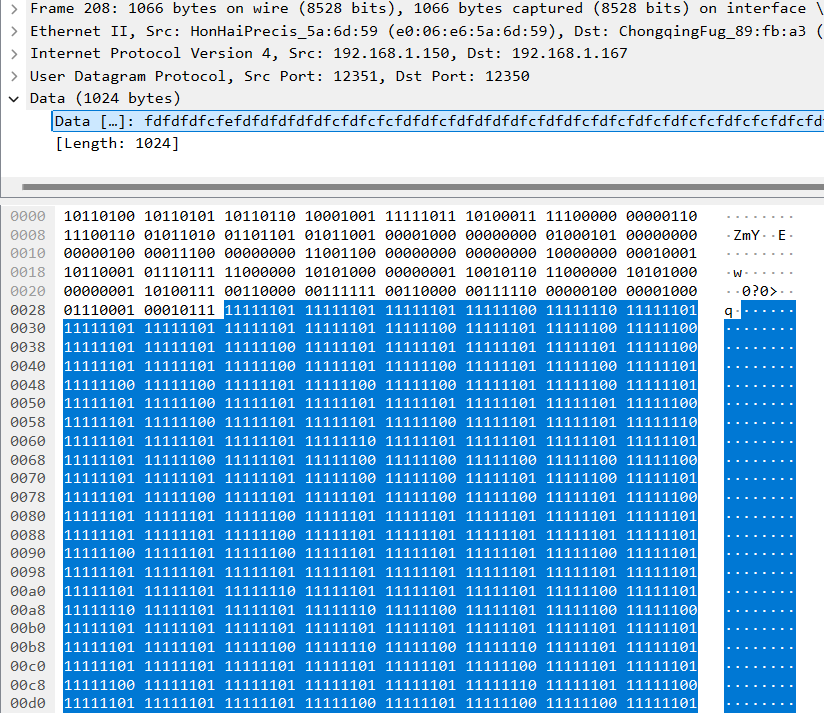 Frame 208: 1066 bytes on wire (8528 bits), 1066 bytes captured (8528 bits) on interface \
Ethernet II, Src: HonHaiPrecis_5a:6d:59 (e0:06:e6:5a:6d:59), Dst: ChongqingFug_89:fb:a3 (
Internet Protocol Version 4, Src: 192.168.1.150, Dst: 192.168.1.167
User Datagram Protocol, Src Port: 12351, Dst Port: 12350
Data (1024 bytes)
Data […]: fdfdfdfcfefdfdfdfdfdfcfdfcfcfdfdfcfdfdfdfdfcfdfdfcfdfcfdfcfdfcfcfdfcfcfdfcfd
[Length: 1024]
0000 10110100 10110101 10110110 10001001 11111011 10100011 11100000 00000110 ········
0008 11100110 01011010 01101101 01011001 00001000 00000000 01000101 00000000 ·ZmY··E·
0010 00000100 00011100 00000000 11001100 00000000 00000000 10000000 00010001 ········
0018 10110001 01110111 11000000 10101000 00000001 10010110 11000000 10101000 ·w······
0020 00000001 10100111 00110000 00111111 00110000 00111110 00000100 00001000 ··0?0>··
0028 01110001 00010111 11111101 11111101 11111101 11111100 11111110 11111101 q·······
0030 11111101 11111101 11111101 11111101 11111100 11111101 11111100 11111100 ········
0038 11111101 11111101 11111100 11111101 11111101 11111101 11111101 11111100 ········
0040 11111101 11111101 11111100 11111101 11111100 11111101 11111100 11111101 ········
0048 11111100 11111100 11111101 11111100 11111100 11111101 11111100 11111101 ········
0050 11111101 11111100 11111101 11111101 11111101 11111101 11111101 11111100 ········
0058 11111101 11111100 11111101 11111101 11111100 11111101 11111101 11111110 ········
0060 11111101 11111101 11111101 11111110 11111101 11111101 11111101 11111101 ········
0068 11111101 11111100 11111101 11111100 11111100 11111100 11111100 11111100 ········
0070 11111101 11111101 11111101 11111100 11111101 11111100 11111101 11111101 ········
0078 11111101 11111100 11111101 11111101 11111100 11111100 11111101 11111100 ········
0080 11111101 11111101 11111100 11111101 11111101 11111101 11111101 11111101 ········
0088 11111101 11111101 11111100 11111101 11111101 11111101 11111101 11111101 ········
0090 11111100 11111101 11111100 11111101 11111101 11111101 11111100 11111101 ········
0098 11111101 11111101 11111101 11111101 11111101 11111101 11111101 11111101 ········
00a0 11111101 11111101 11111110 11111101 11111101 11111101 11111100 11111101 ········
00a8 11111110 11111101 11111101 11111110 11111100 11111101 11111100 11111100 ········
00b0 11111101 11111101 11111101 11111101 11111101 11111101 11111101 11111101 ········
00b8 11111101 11111101 11111100 11111110 11111100 11111110 11111101 11111101 ········
00c0 11111101 11111101 11111101 11111101 11111101 11111100 11111101 11111101 ········
00c8 11111100 11111101 11111101 11111101 11111101 11111110 11111101 11111100 ········
00d0 11111101 11111101 11111101 11111100 11111101 11111100 11111100 11111101 ········